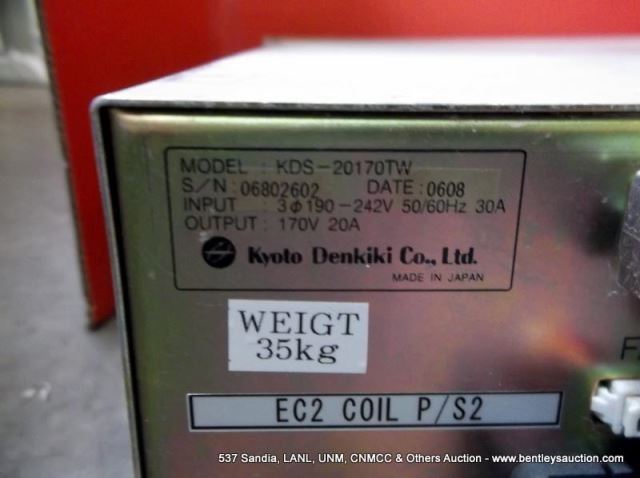 MODEL : KDS-20170TW
S/N : 06802602 DATE : 0608
INPUT : 3φ190-242V 50/60Hz 30A
OUTPUT : 170V 20A
Kyoto Denkiki Co., Ltd.
MADE IN JAPAN
WEIGT
35kg
F
EC2 COIL P/S2
537 Sandia, LANL, UNM, CNMCC & Others Auction - www.bentleysauction.com